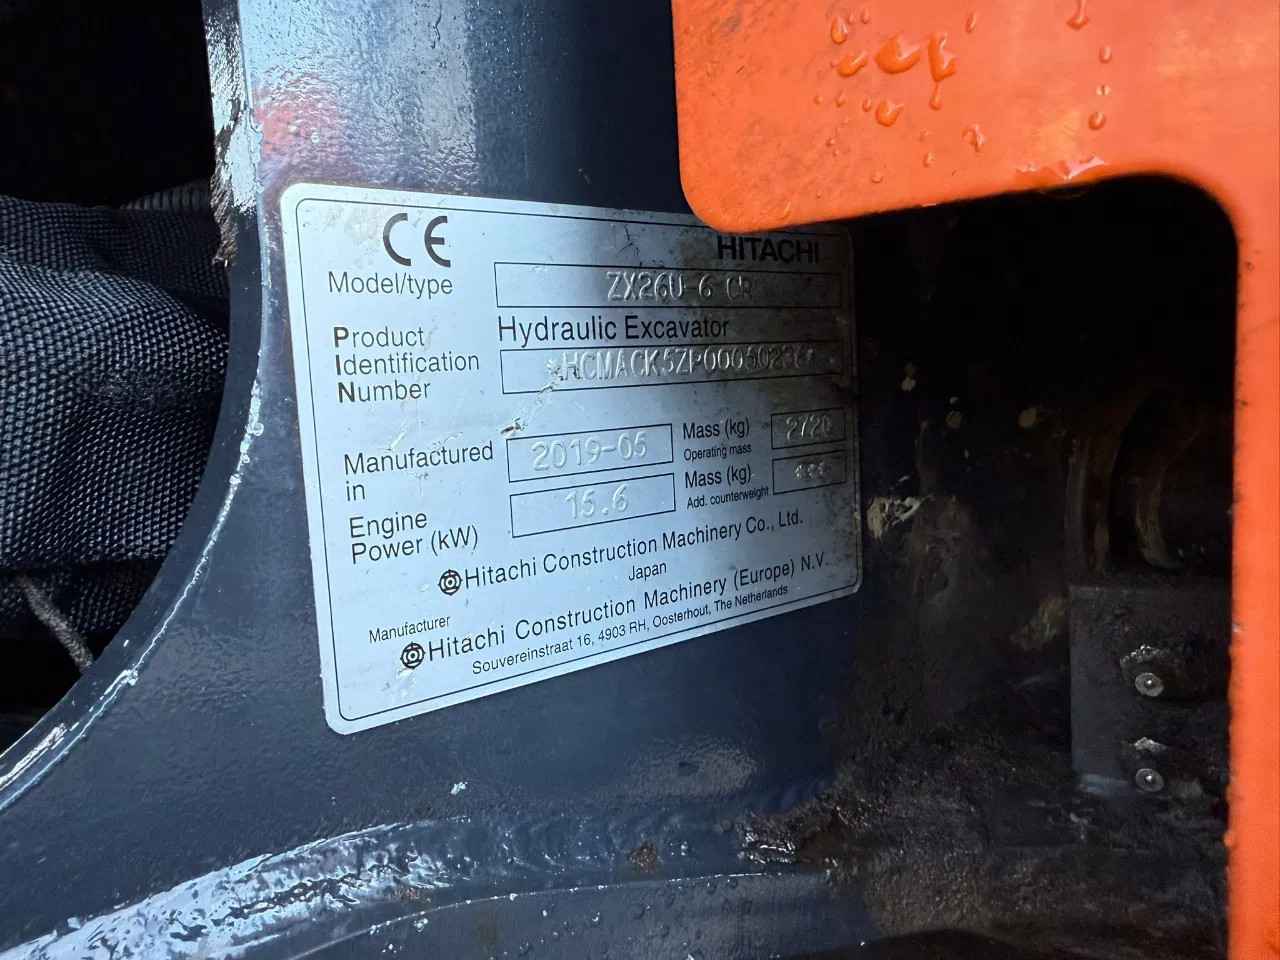 CE
HITACHI
Model/type ZX26U-6 CR
Hydraulic Excavator
Product
Identification
Number
Manufactured in 2019-05
Mass (kg) 2720
Operating mass
Engine Power (kW) 15.6
Mass (kg)
Add. counterweight
Hitachi Construction Machinery Co., Ltd.
Japan
Manufacturer
Hitachi Construction Machinery (Europe) N.V.
Souvereinstraat 16, 4903 RH, Oosterhout, The Netherlands